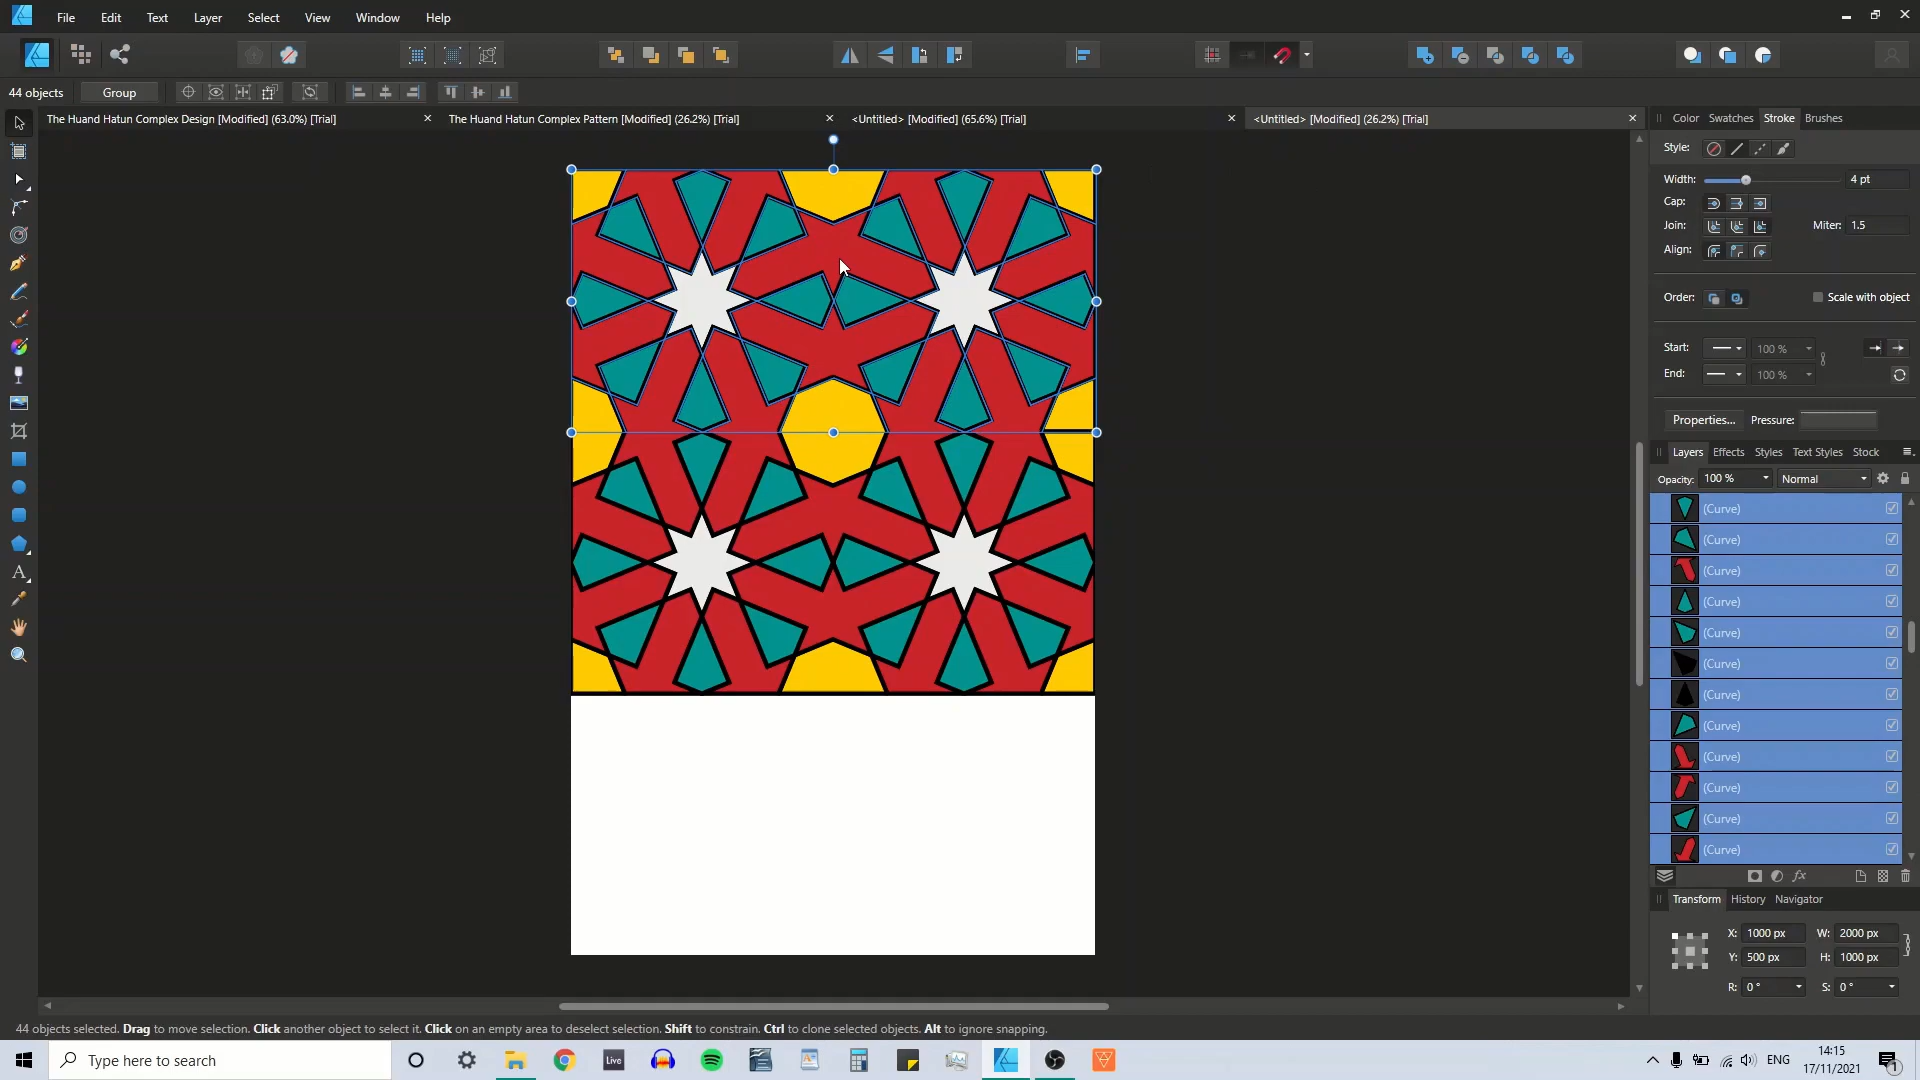 File Edit Text Layer Select View Window Help
44 objects Group
The Huand Hatun Complex Design [Modified] (63.0%) [Trial]
The Huand Hatun Complex Pattern [Modified] (26.2%) [Trial]
<Untitled> [Modified] (65.6%) [Trial]
<Untitled> [Modified] (26.2%) [Trial]
Color Swatches Stroke Brushes
Style:
Width: 4 pt
Cap:
Join: Miter: 1.5
Align:
Order: Scale with object
Start: 100 %
End: 100 %
Properties... Pressure:
Layers Effects Styles Text Styles Stock
Opacity: 100 % Normal
(Curve)
(Curve)
(Curve)
(Curve)
(Curve)
(Curve)
(Curve)
(Curve)
(Curve)
(Curve)
(Curve)
(Curve)
Transform History Navigator
X: 1000 px W: 2000 px
Y: 500 px H: 1000 px
R: 0 ° S: 0 °
44 objects selected. Drag to move selection. Click another object to select it. Click on an empty area to deselect selection. Shift to constrain. Ctrl to clone selected objects. Alt to ignore snapping.
Type here to search
Live
ENG
14:15
17/11/2021
1